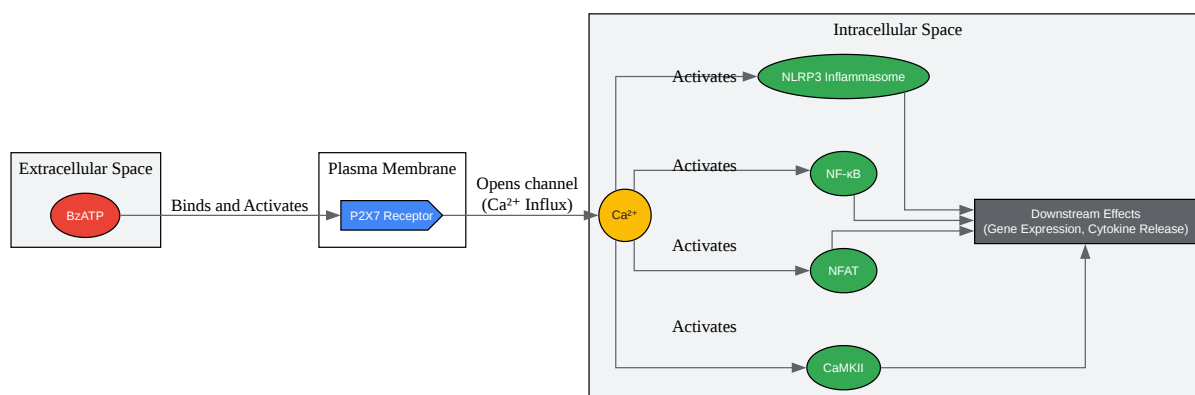 Intracellular Space
Activates
NLRP3 Inflammasome
Extracellular Space
BzATP
Binds and Activates
Plasma Membrane
P2X7 Receptor
Opens channel
(Ca²⁺ Influx)
Ca²⁺
Activates
NF-κB
Activates
NFAT
Activates
CaMKII
Downstream Effects
(Gene Expression, Cytokine Release)